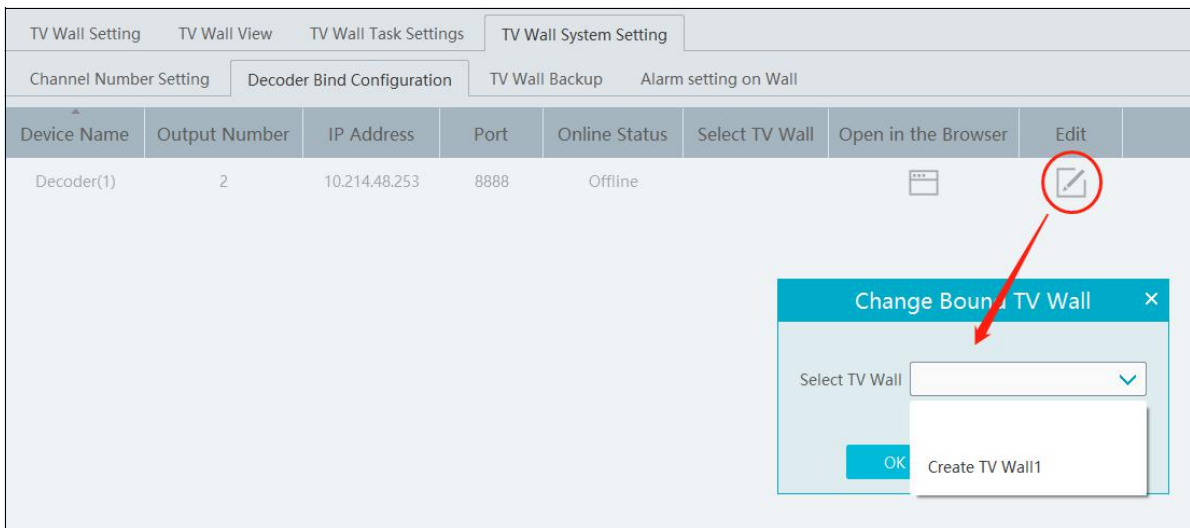 TV Wall Setting TV Wall View TV Wall Task Settings TV Wall System Setting
Channel Number Setting Decoder Bind Configuration TV Wall Backup Alarm setting on Wall
Device Name Output Number IP Address Port Online Status Select TV Wall Open in the Browser Edit
Decoder(1) 2 10.214.48.253 8888 Offline
Change Bound TV Wall
Select TV Wall
OK
Create TV Wall1